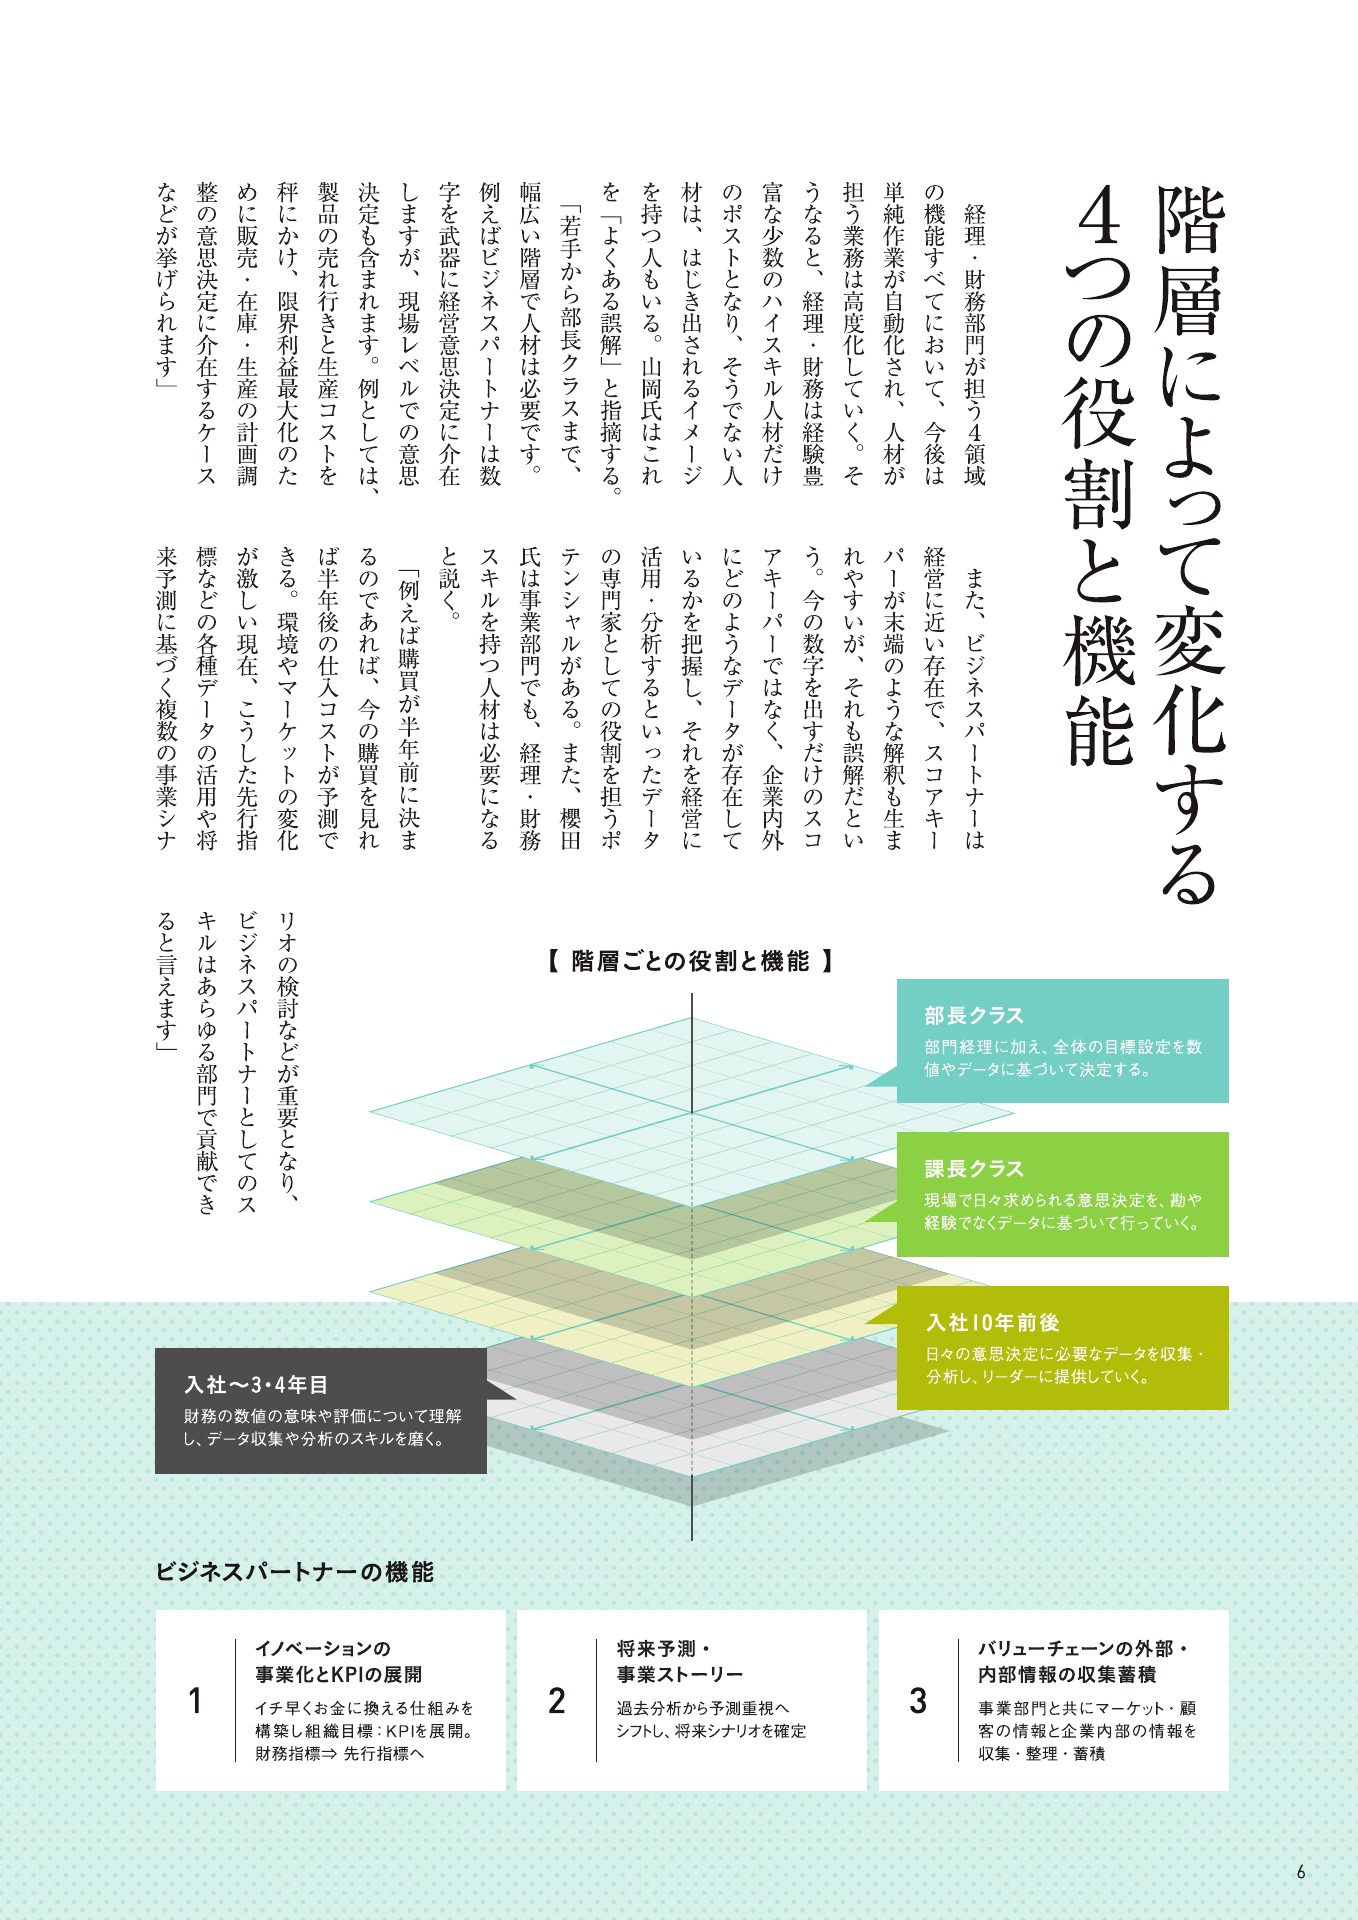 階層によって変化する
4つの役割と機能
経理・財務部門が担う4領域
の機能すべてにおいて、今後は
単純作業が自動化され、人材が
担う業務は高度化していく。そ
うなると、経理・財務は経験豊
富な少数のハイスキル人材だけ
のポストとなり、そうでない人
材は、はじき出されるイメージ
を持つ人もいる。山岡氏はこれ
を「よくある誤解」と指摘する。
「若手から部長クラスまで、
幅広い階層で人材は必要です。
例えばビジネスパートナーは数
字を武器に経営意思決定に介在
しますが、現場レベルでの意思
決定も含まれます。例としては、
製品の売れ行きと生産コストを
秤にかけ、限界利益最大化のた
めに販売・在庫・生産の計画調
整の意思決定に介在するケース
などが挙げられます」
また、ビジネスパートナーは
経営に近い存在で、スコアキー
パーが末端のような解釈も生ま
れやすいが、それも誤解だとい
う。今の数字を出すだけのスコ
アキーパーではなく、企業内外
にどのようなデータが存在して
いるかを把握し、それを経営に
活用・分析するといったデータ
の専門家としての役割を担うポ
テンシャルがある。また、櫻田
氏は事業部門でも、経理・財務
スキルを持つ人材は必要になる
と説く。
「例えば購買が半年前に決ま
るのであれば、今の購買を見れ
ば半年後の仕入コストが予測で
きる。環境やマーケットの変化
が激しい現在、こうした先行指
標などの各種データの活用や将
来予測に基づく複数の事業シナ
リオの検討などが重要となり、
ビジネスパートナーとしてのス
キルはあらゆる部門で貢献でき
ると言えます」
【 階層ごとの役割と機能 】
部長クラス
部門経理に加え、全体の目標設定を数
値やデータに基づいて決定する。
課長クラス
現場で日々求められる意思決定を、勘や
経験でなくデータに基づいて行っていく。
入社10年前後
日々の意思決定に必要なデータを収集・
分析し、リーダーに提供していく。
入社〜3・4年目
財務の数値の意味や評価について理解
し、データ収集や分析のスキルを磨く。
ビジネスパートナーの機能
1
イノベーションの
事業化とKPIの展開
イチ早くお金に換える仕組みを
構築し組織目標：KPIを展開。
財務指標⇒ 先行指標へ
2
将来予測・
事業ストーリー
過去分析から予測重視へ
シフトし、将来シナリオを確定
3
バリューチェーンの外部・
内部情報の収集蓄積
事業部門と共にマーケット・顧
客の情報と企業内部の情報を
収集・整理・蓄積
6